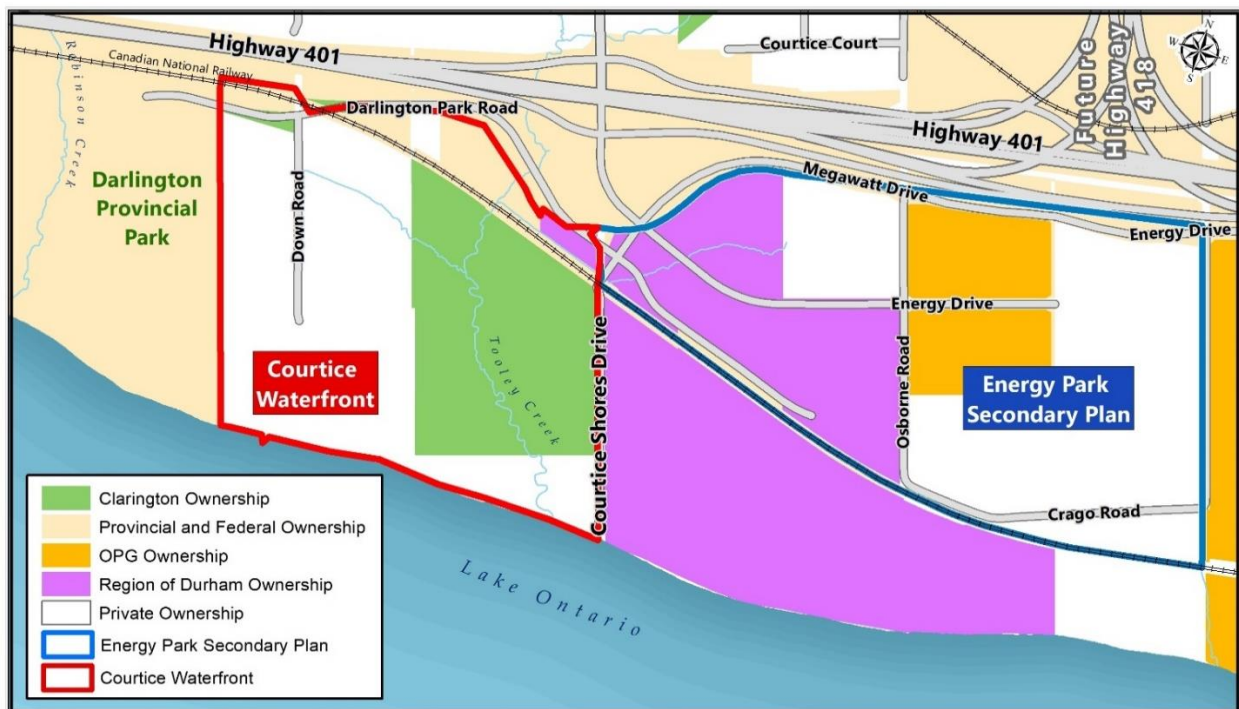 Highway 401
Canadian National Railway
Robinson Creek
Darlington Park Road
Courtice Court
Future
Highway
418
N
W
E
S
Highway 401
Darlington
Provincial
Park
Down Road
Megawatt Drive
Energy Drive
Energy Drive
Courtice
Waterfront
Tooley Creek
Courtice Shores Drive
Osborne Road
Energy Park
Secondary Plan
Crago Road
Lake Ontario
Clarington Ownership
Provincial and Federal Ownership
OPG Ownership
Region of Durham Ownership
Private Ownership
Energy Park Secondary Plan
Courtice Waterfront